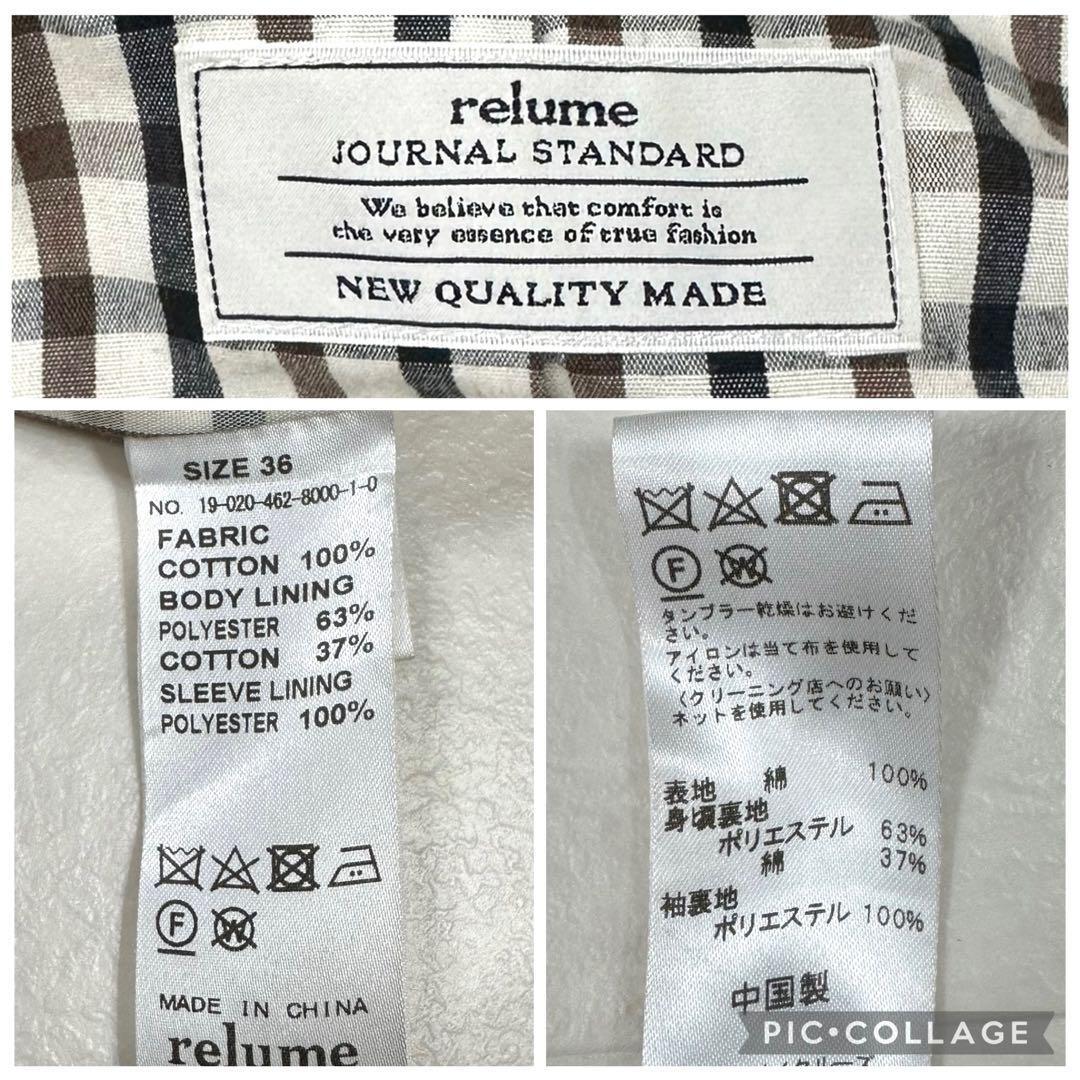 relume
JOURNAL STANDARD
We believe that comfort is
the very essence of true fashion
NEW QUALITY MADE
SIZE 36
NO. 19-020-462-8000-1-0
FABRIC
COTTON 100%
BODY LINING
POLYESTER 63%
COTTON 37%
SLEEVE LINING
POLYESTER 100%
F W
MADE IN CHINA
relume
F W
タンブラー乾燥はお避けくだ
さい。
アイロンは当て布を使用して
ください。
〈クリーニング店へのお願い〉
ネットを使用してください。
表地 綿 100%
身頃裏地
ポリエステル 63%
綿 37%
袖裏地
ポリエステル 100%
中国製
PIC•COLLAGE